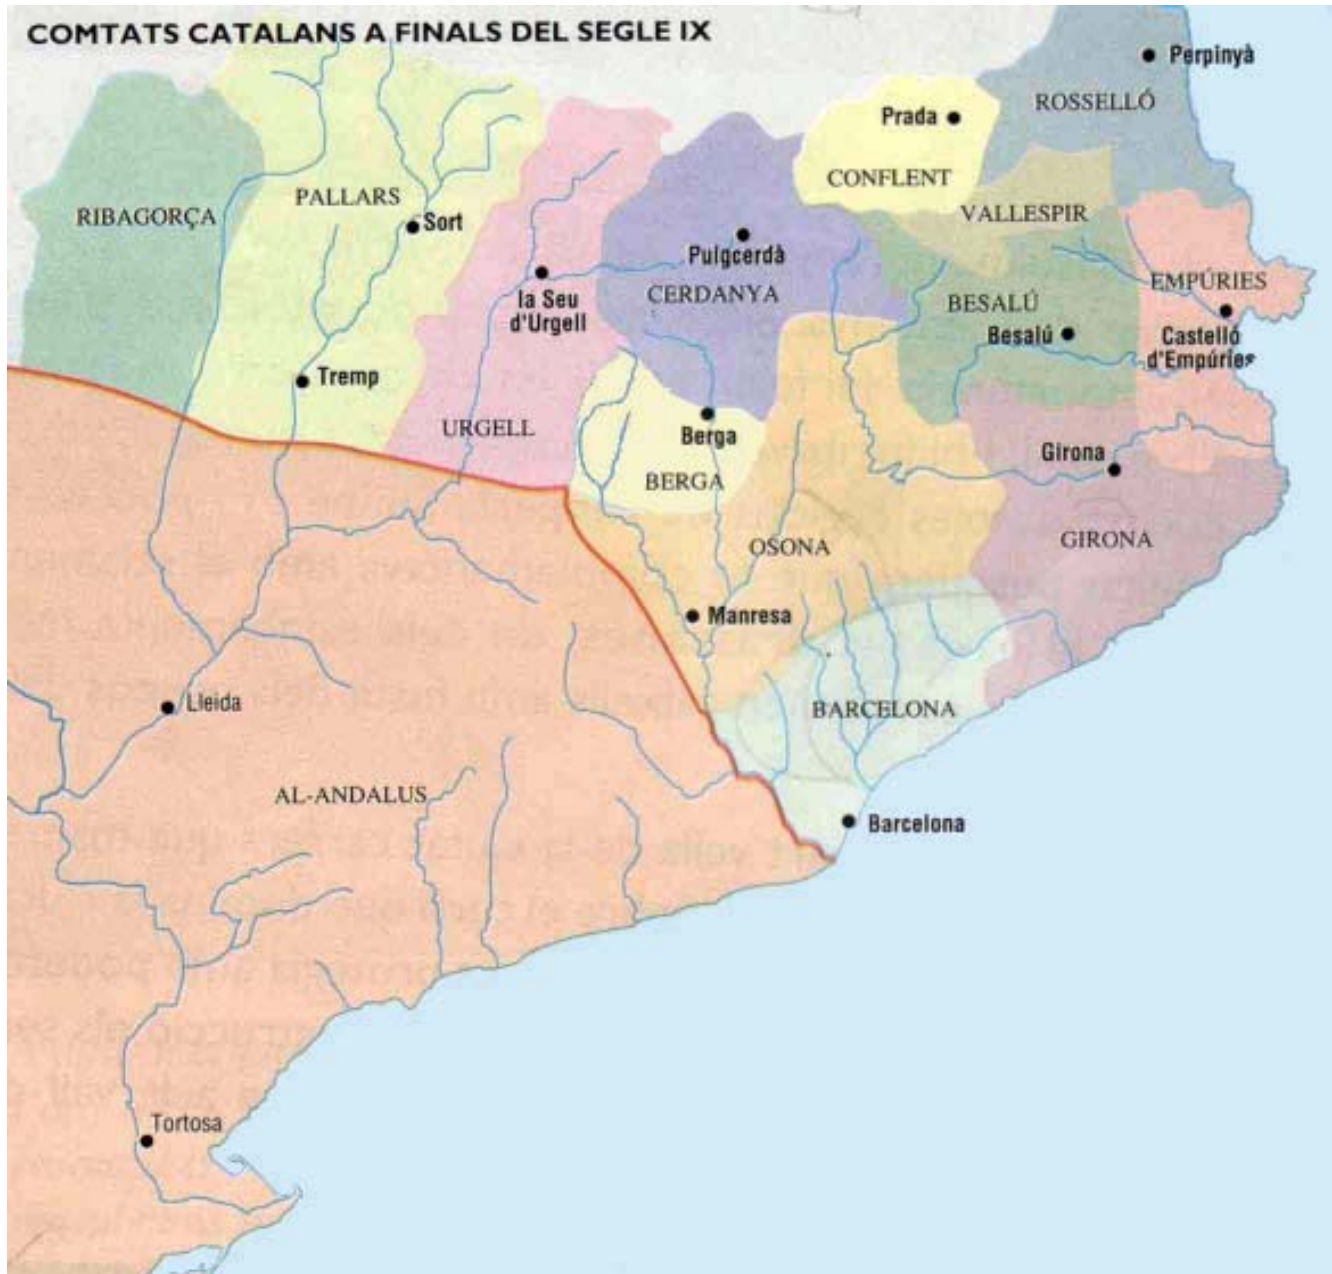 COMTATS CATALANS A FINALS DEL SEGLE IX
Perpinyà
ROSSELLÓ
Prada
CONFLENT
VALLESPIR
RIBAGORÇA
PALLARS
Sort
Puigcerdà
CERDANYA
la Seu
d'Urgell
EMPÚRIES
BESALÚ
Besalú
Castelló
d'Empúries
Tremp
URGELL
Berga
BERGA
Girona
GIRONA
OSONA
Manresa
BARCELONA
Lleida
AL-ANDALUS
Barcelona
Tortosa